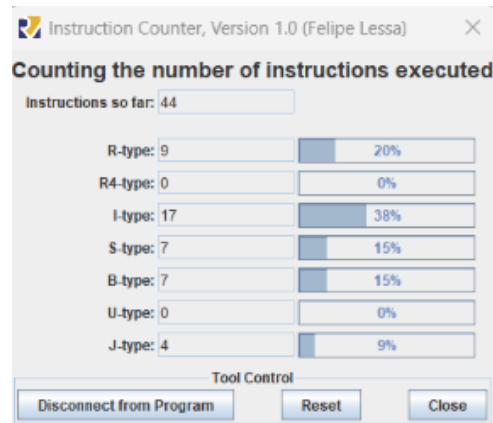 Instruction Counter, Version 1.0 (Felipe Lessa)
Counting the number of instructions executed
Instructions so far: 44
R-type: 9 20%
R4-type: 0 0%
I-type: 17 38%
S-type: 7 15%
B-type: 7 15%
U-type: 0 0%
J-type: 4 9%
Tool Control
Disconnect from Program Reset Close